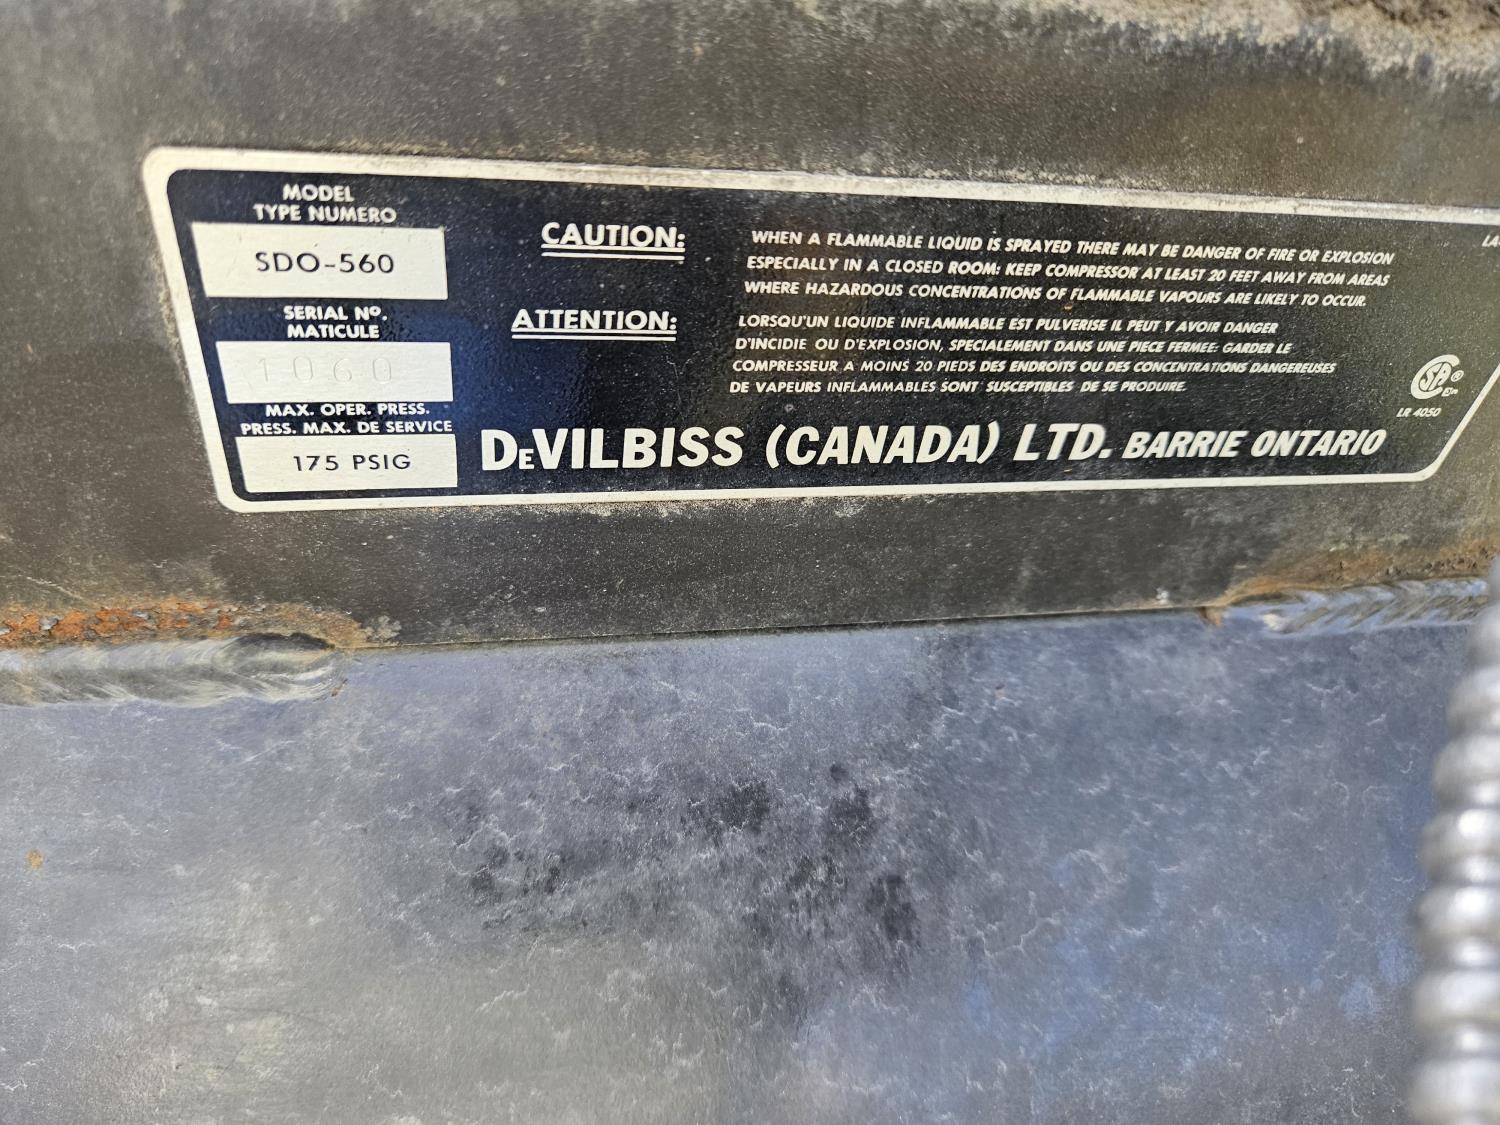 MODEL
TYPE NUMERO
SDO-560
SERIAL Nº.
MATICULE
1060
MAX. OPER. PRESS.
PRESS. MAX. DE SERVICE
175 PSIG
CAUTION:
WHEN A FLAMMABLE LIQUID IS SPRAYED THERE MAY BE DANGER OF FIRE OR EXPLOSION
ESPECIALLY IN A CLOSED ROOM: KEEP COMPRESSOR AT LEAST 20 FEET AWAY FROM AREAS
WHERE HAZARDOUS CONCENTRATIONS OF FLAMMABLE VAPOURS ARE LIKELY TO OCCUR.
ATTENTION:
LORSQU'UN LIQUIDE INFLAMMABLE EST PULVERISE IL PEUT Y AVOIR DANGER
D'INCIDIE OU D'EXPLOSION, SPECIALEMENT DANS UNE PIECE FERMEE: GARDER LE
COMPRESSEUR A MOINS 20 PIEDS DES ENDROITS OU DES CONCENTRATIONS DANGEREUSES
DE VAPEURS INFLAMMABLES SONT SUSCEPTIBLES DE SE PRODUIRE.
SA ®
LR 4050
DEVILBISS (CANADA) LTD. BARRIE ONTARIO